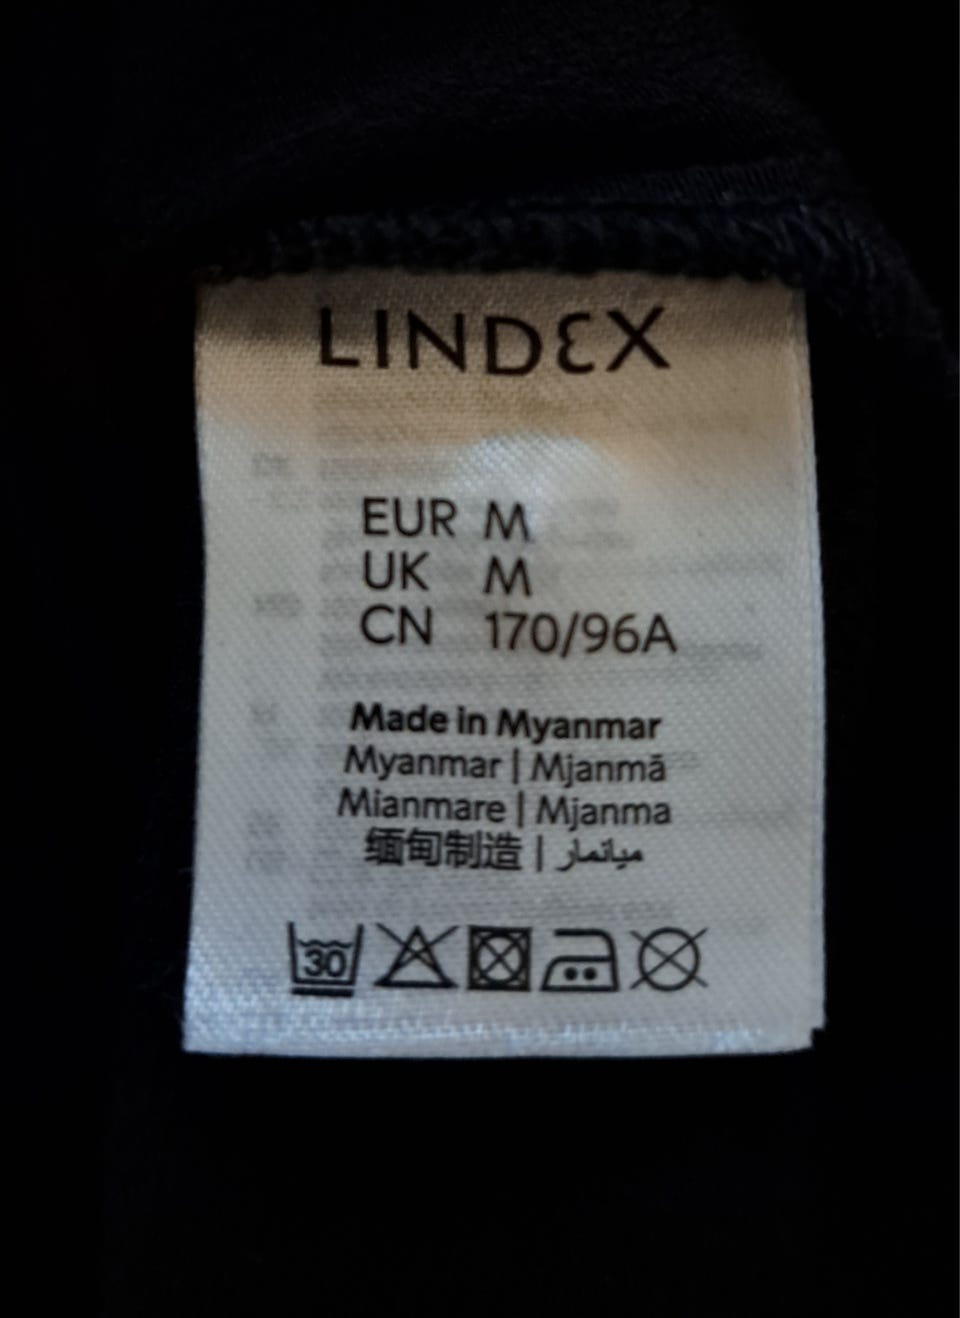 LINDEX
EUR M
UK M
CN 170/96A
Made in Myanmar
Myanmar | Mjanmā
Mianmare | Mjanma
缅甸制造 | ميانمار
30